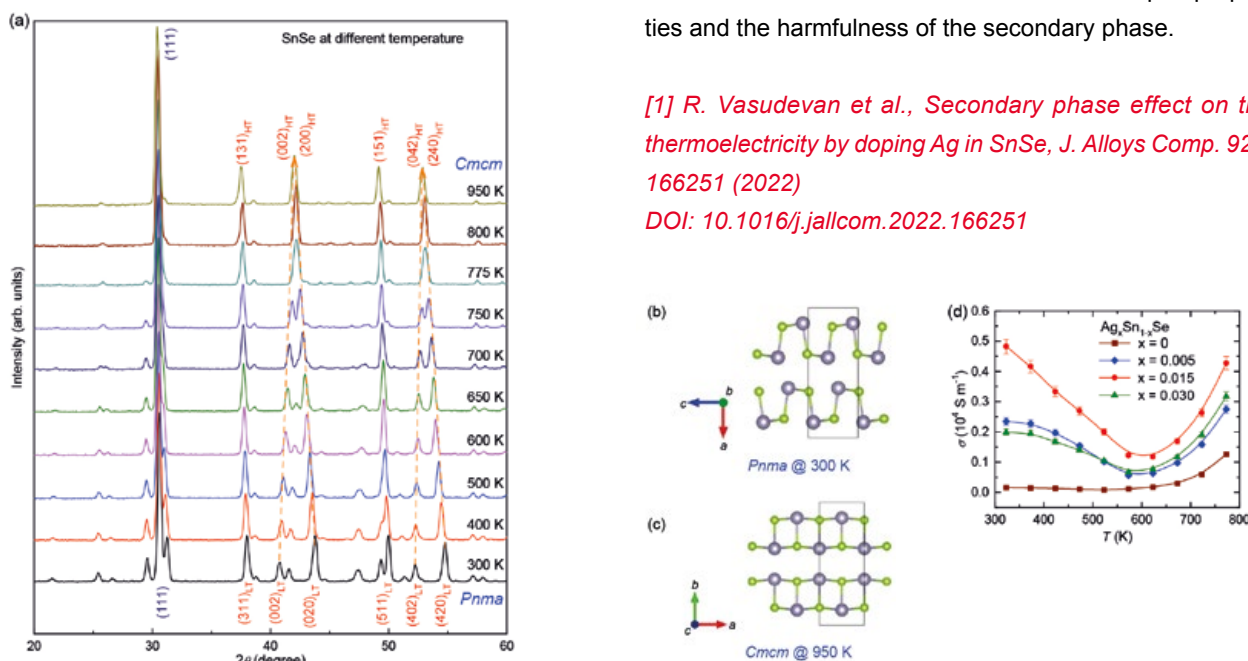 (a)
SnSe at different temperature
(111)
(131)HT
(002)HT
(200)HT
(151)HT
(042)HT
(240)HT
Cmcm
950 K
800 K
775 K
750 K
700 K
650 K
600 K
500 K
400 K
300 K
Pnma
Intensity (arb. units)
(111)
(311)LT
(002)LT
(020)LT
(511)LT
(402)LT
(420)LT
20 30 40 50 60
2θ (degree)
ties and the harmfulness of the secondary phase.
[1] R. Vasudevan et al., Secondary phase effect on
thermoelectricity by doping Ag in SnSe, J. Alloys Comp.
166251 (2022)
DOI: 10.1016/j.jallcom.2022.166251
(b)
c b
a
Pnma @ 300 K
(c)
b
c a
Cmcm @ 950 K
(d)
AgxSn1-xSe
x = 0
x = 0.005
x = 0.015
x = 0.030
σ (10⁴ S m⁻¹)
0.6
0.5
0.4
0.3
0.2
0.1
0.0
300 400 500 600 700 800
T (K)